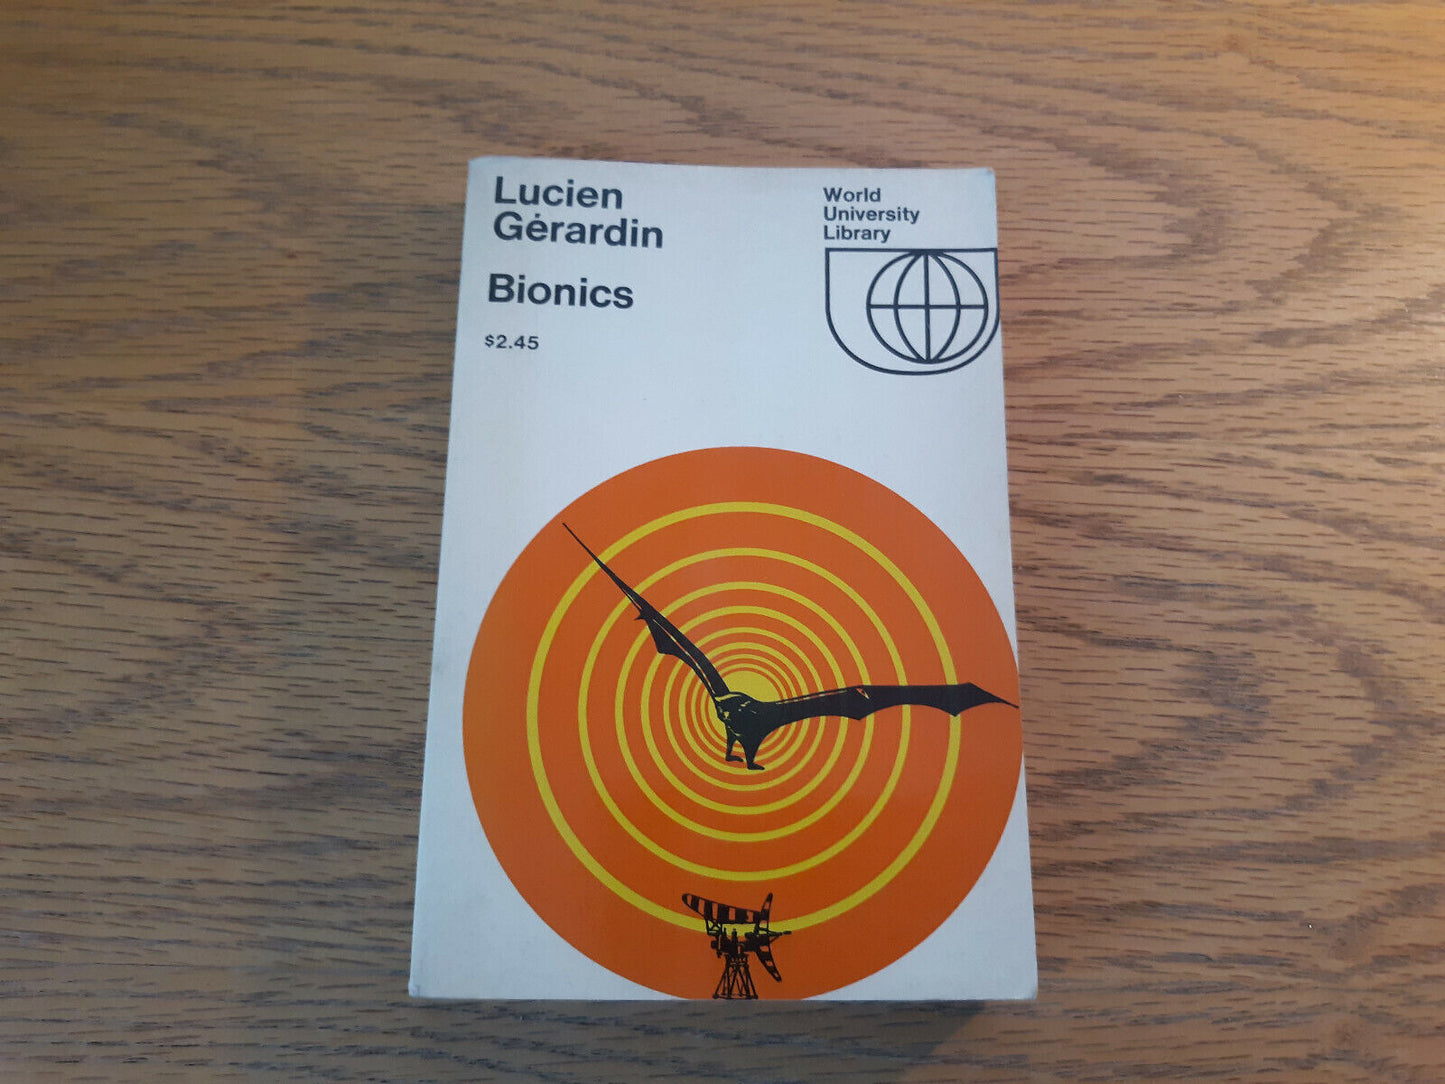 Lucien
Gérardin
Bionics
$2.45
World
University
Library